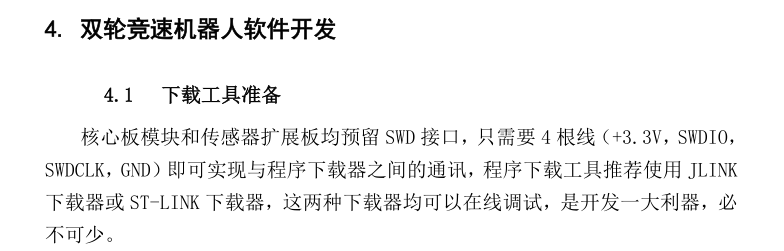 4. 双轮竞速机器人软件开发
4.1 下载工具准备
核心板模块和传感器扩展板均预留 SWD 接口，只需要 4 根线（+3.3V，SWDIO，
SWDCLK，GND）即可实现与程序下载器之间的通讯，程序下载工具推荐使用 JLINK
下载器或 ST-LINK 下载器，这两种下载器均可以在线调试，是开发一大利器，必
不可少。